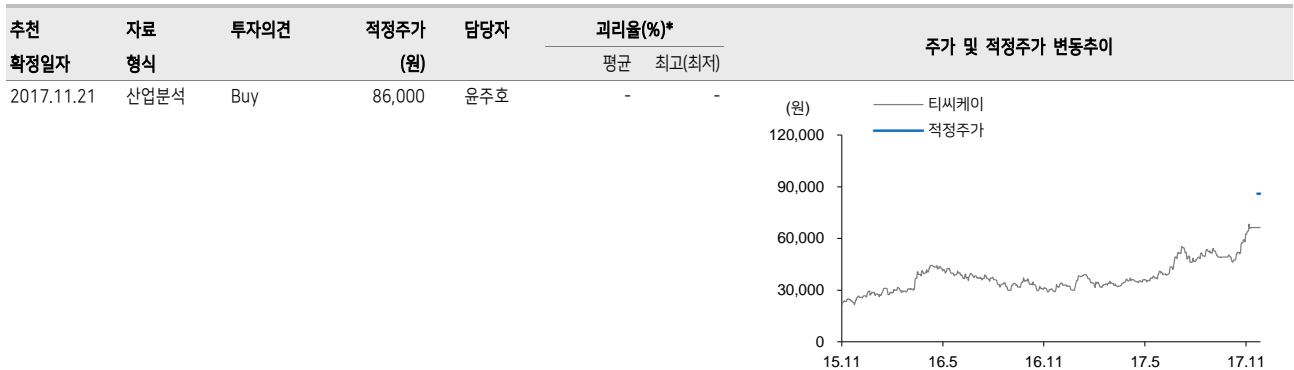 추천 자료 투자의견 적정주가 담당자 괴리율(%)* 주가 및 적정주가 변동추이
확정일자 형식 (원) 평균 최고(최저)
2017.11.21 산업분석 Buy 86,000 윤주호 - -
(원)
티씨케이
적정주가
120,000
90,000
60,000
30,000
0
15.11 16.5 16.11 17.5 17.11